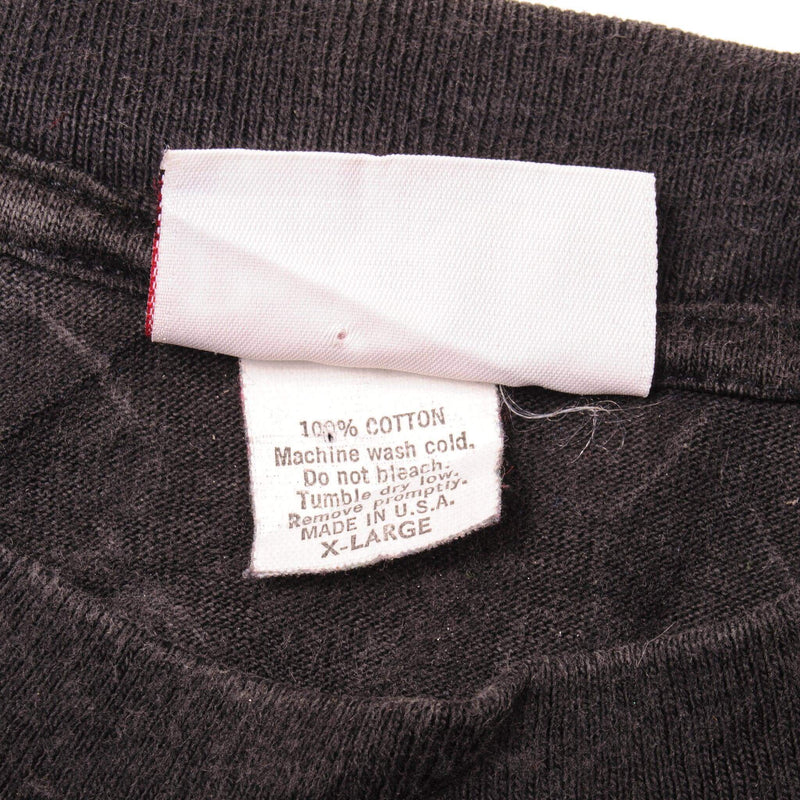 100% COTTON
Machine wash cold.
Do not bleach.
Tumble dry low.
Remove promptly.
MADE IN U.S.A.
X-LARGE